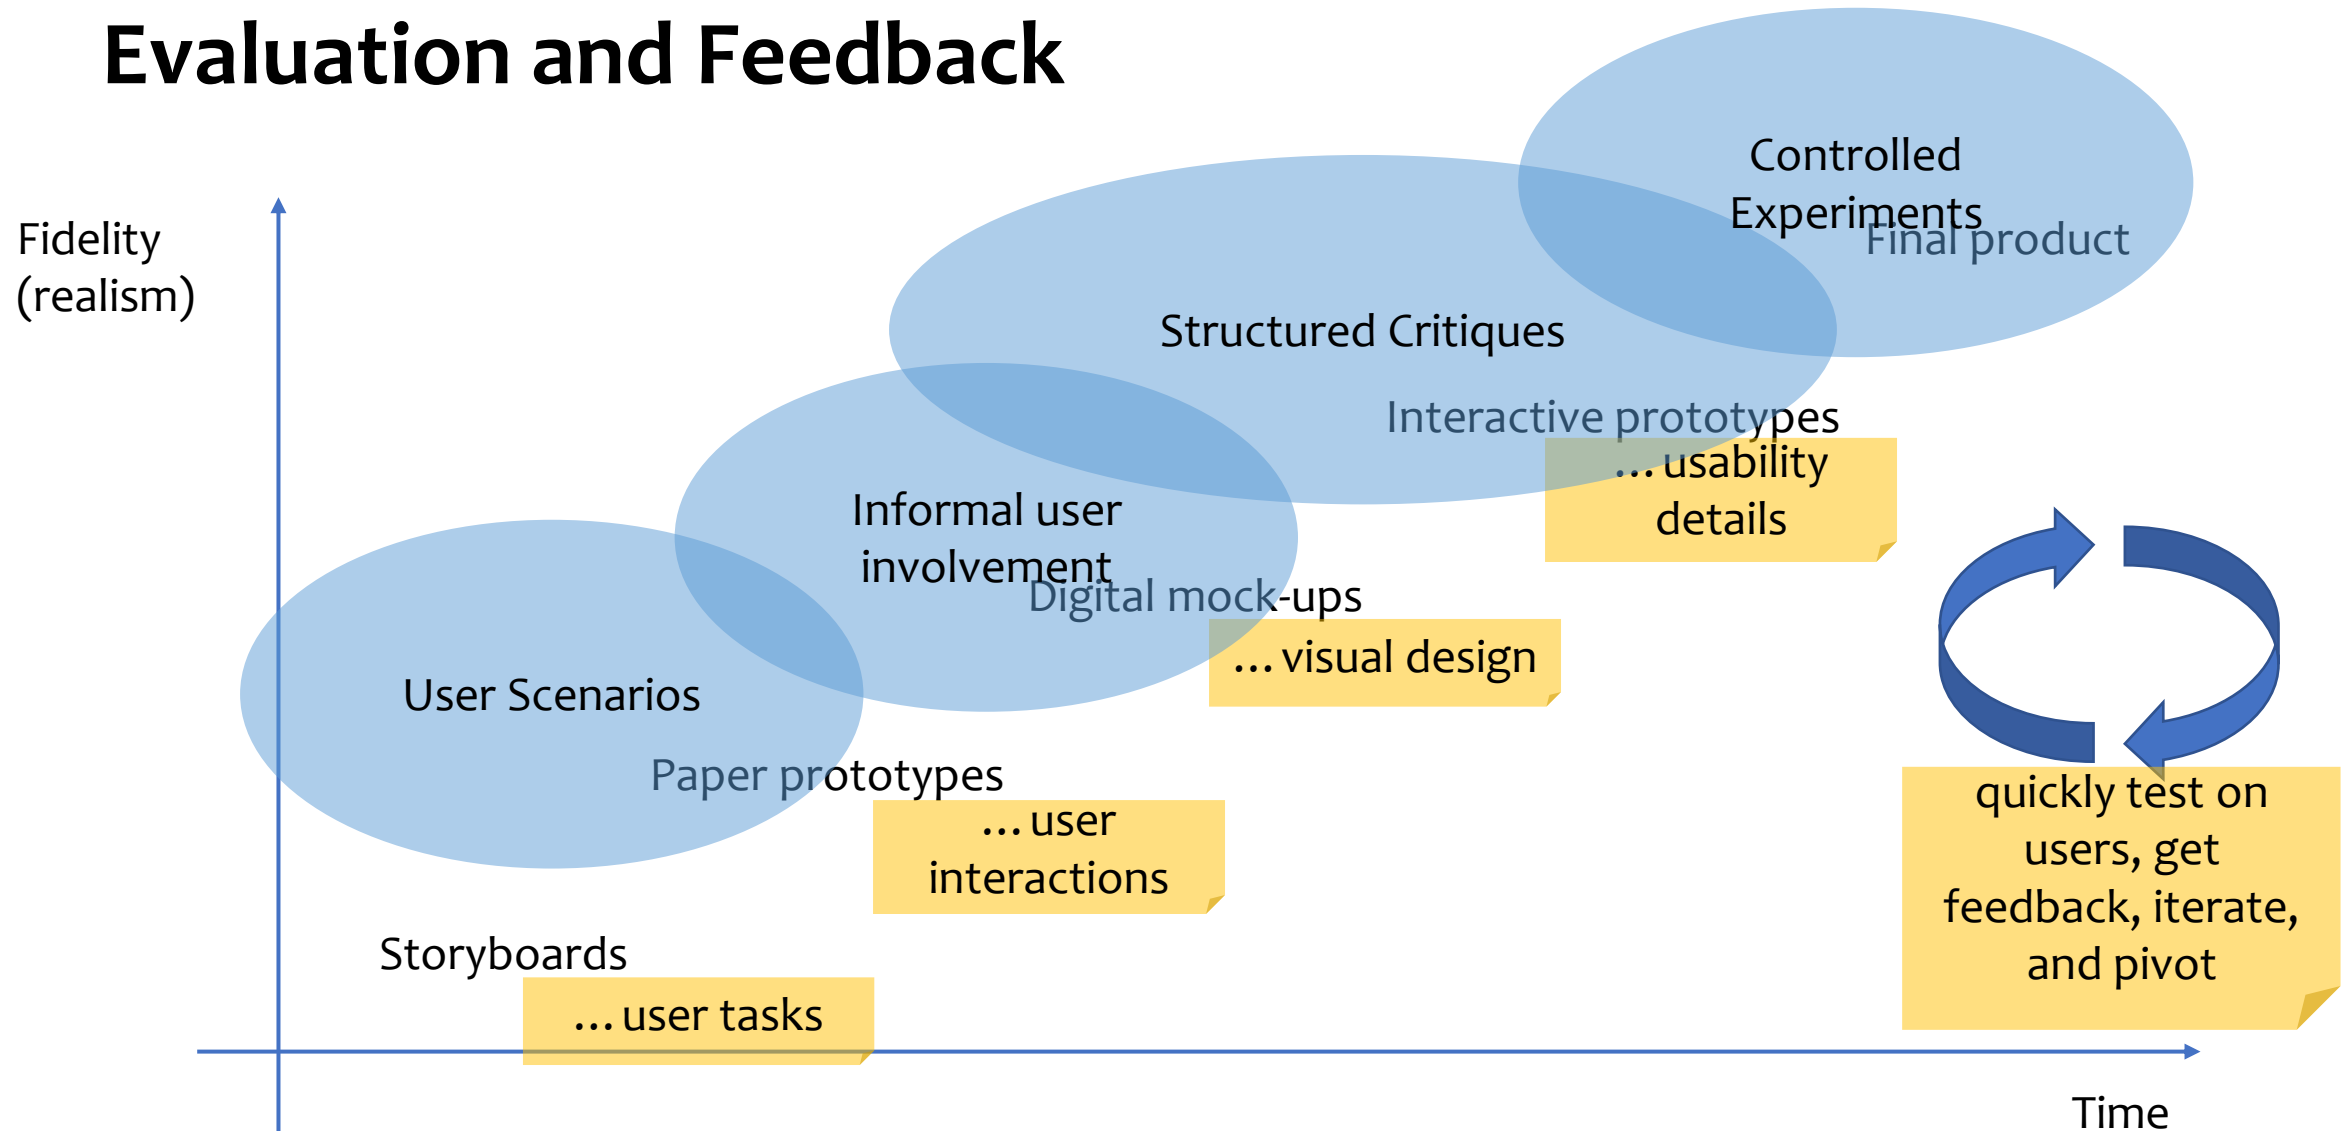 Evaluation and Feedback
Controlled
Experiments
Final product
Fidelity
(realism)
Structured Critiques
Interactive prototypes
...usability
details
Informal user
involvement
Digital mock-ups
...visual design
User Scenarios
Paper prototypes
...user
interactions
quickly test on
users, get
feedback, iterate,
and pivot
Storyboards
...user tasks
Time